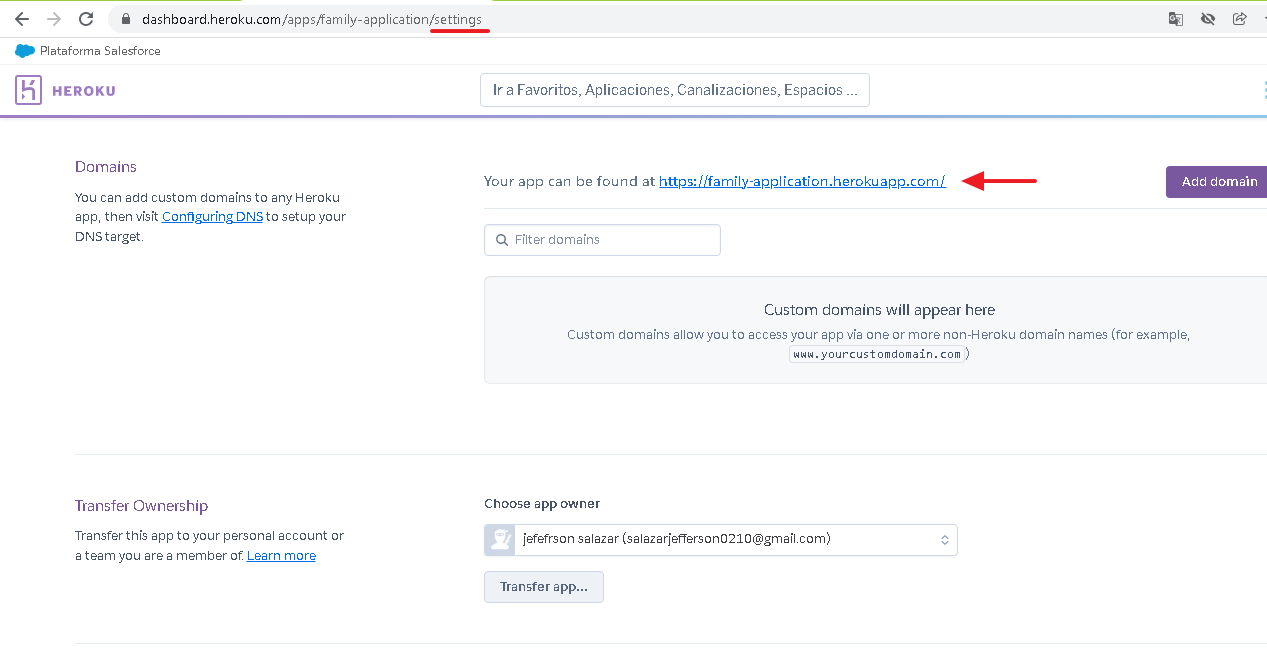 dashboard.heroku.com/apps/family-application/settings
Plataforma Salesforce
HEROKU
Ir a Favoritos, Aplicaciones, Canalizaciones, Espacios ...
Domains
You can add custom domains to any Heroku
app, then visit Configuring DNS to setup your
DNS target.
Your app can be found at https://family-application.herokuapp.com/
Add domain
Filter domains
Custom domains will appear here
Custom domains allow you to access your app via one or more non-Heroku domain names (for example,
www.yourcustomdomain.com)
Transfer Ownership
Transfer this app to your personal account or
a team you are a member of. Learn more
Choose app owner
jefefrson salazar (salazarjefferson0210@gmail.com)
Transfer app...